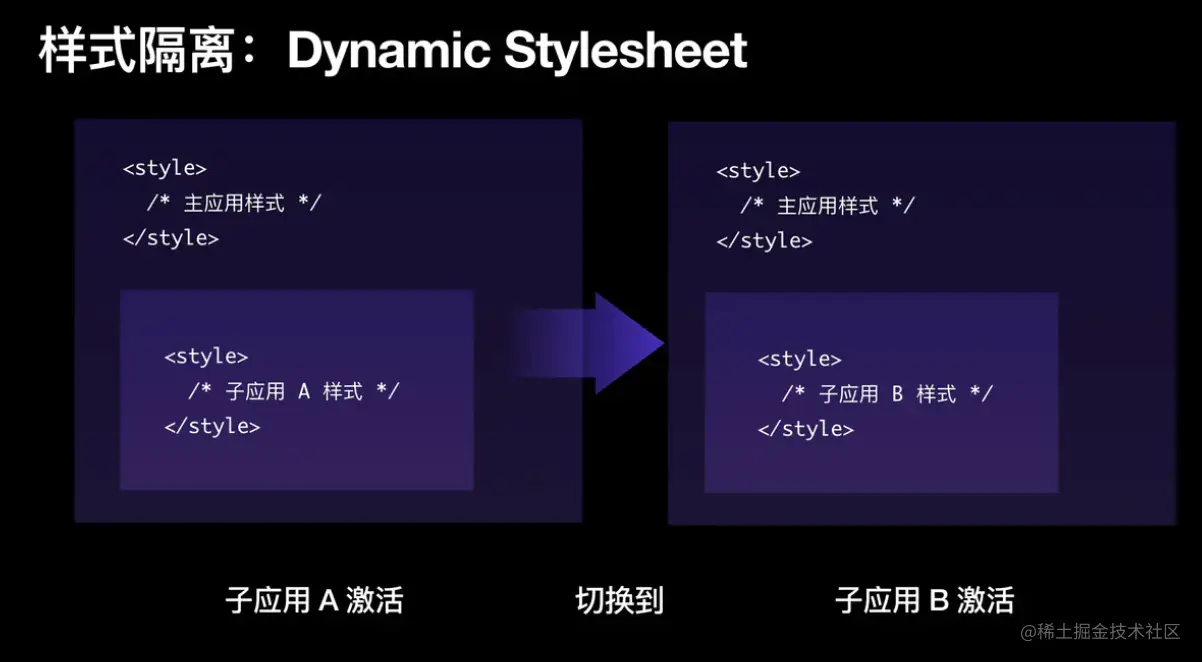 样式隔离：Dynamic Stylesheet
<style>
/* 主应用样式 */
</style>
<style>
/* 子应用 A 样式 */
</style>
<style>
/* 主应用样式 */
</style>
<style>
/* 子应用 B 样式 */
</style>
子应用 A 激活
切换到
子应用 B 激活
@稀土掘金技术社区